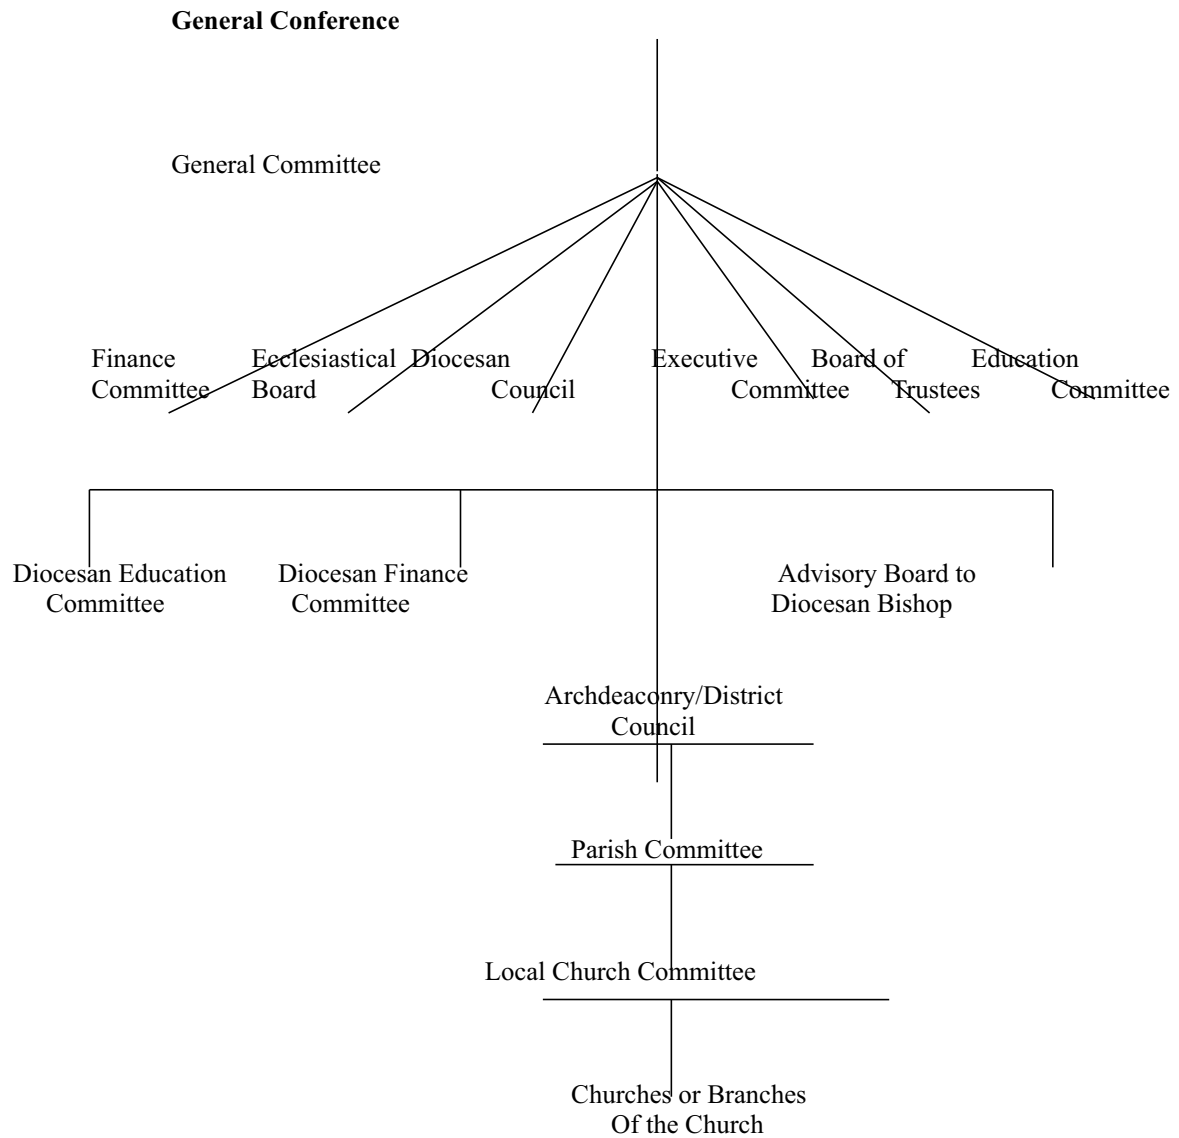 General Conference
General Committee
Finance Ecclesiastical Diocesan Executive Board of Education
Committee Board Council Committee Trustees Committee
Diocesan Education Diocesan Finance Advisory Board to
Committee Committee Diocesan Bishop
Archdeaconry/District
Council
Parish Committee
Local Church Committee
Churches or Branches
Of the Church